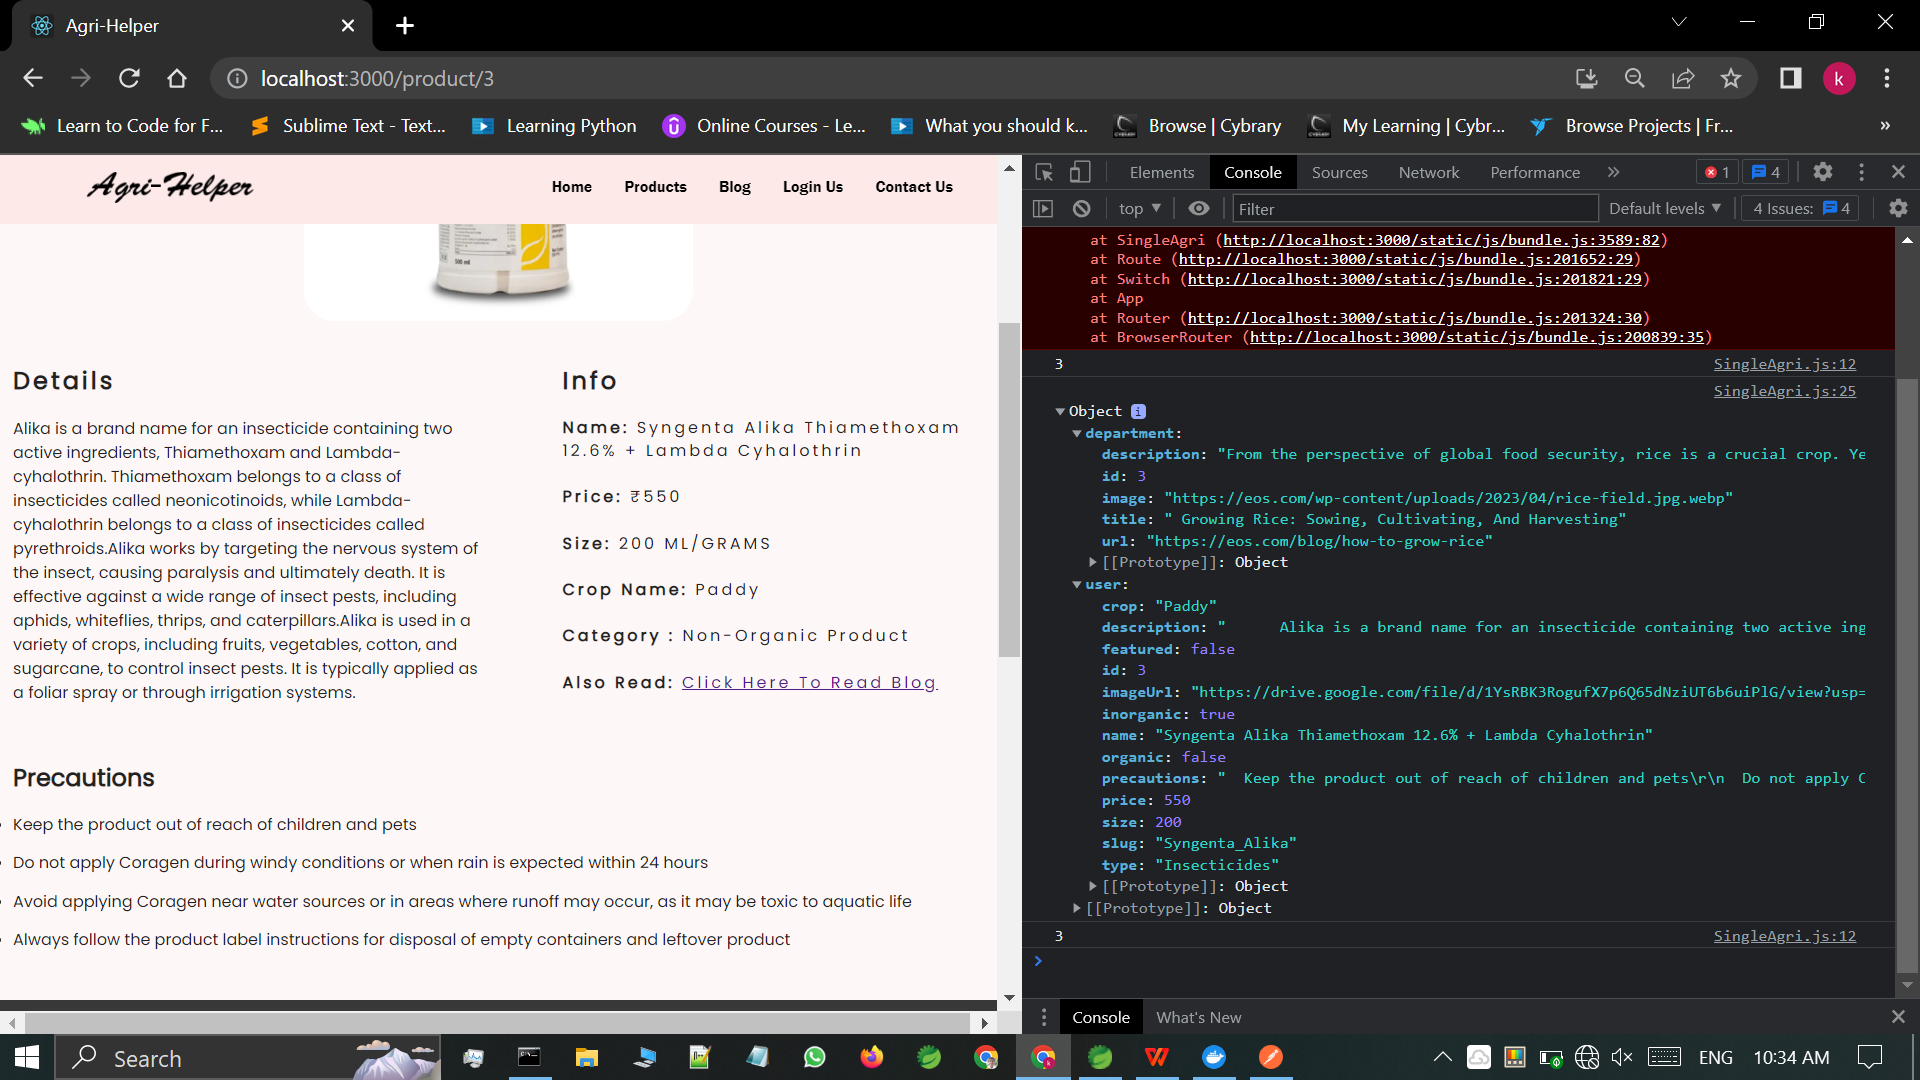 Agri-Helper
localhost:3000/product/3
Learn to Code for F...
Sublime Text - Text...
Learning Python
Online Courses - Le...
What you should k...
Browse | Cybrary
My Learning | Cybr...
Browse Projects | Fr...
»
k
Agri-Helper
Home
Products
Blog
Login Us
Contact Us
500 ml
Details
Alika is a brand name for an insecticide containing two
active ingredients, Thiamethoxam and Lambda-
cyhalothrin. Thiamethoxam belongs to a class of
insecticides called neonicotinoids, while Lambda-
cyhalothrin belongs to a class of insecticides called
pyrethroids.Alika works by targeting the nervous system of
the insect, causing paralysis and ultimately death. It is
effective against a wide range of insect pests, including
aphids, whiteflies, thrips, and caterpillars.Alika is used in a
variety of crops, including fruits, vegetables, cotton, and
sugarcane, to control insect pests. It is typically applied as
a foliar spray or through irrigation systems.
Info
Name: Syngenta Alika Thiamethoxam
12.6% + Lambda Cyhalothrin
Price: ₹550
Size: 200 ML/GRAMS
Crop Name: Paddy
Category : Non-Organic Product
Also Read: Click Here To Read Blog
Precautions
Keep the product out of reach of children and pets
Do not apply Coragen during windy conditions or when rain is expected within 24 hours
Avoid applying Coragen near water sources or in areas where runoff may occur, as it may be toxic to aquatic life
Always follow the product label instructions for disposal of empty containers and leftover product
Elements
Console
Sources
Network
Performance
»
1
4
top
Filter
Default levels
4 Issues: 4
at SingleAgri (http://localhost:3000/static/js/bundle.js:3589:82)
at Route (http://localhost:3000/static/js/bundle.js:201652:29)
at Switch (http://localhost:3000/static/js/bundle.js:201821:29)
at App
at Router (http://localhost:3000/static/js/bundle.js:201324:30)
at BrowserRouter (http://localhost:3000/static/js/bundle.js:200839:35)
3 SingleAgri.js:12
SingleAgri.js:25
Object i
department:
description: "From the perspective of global food security, rice is a crucial crop. Ye
id: 3
image: "https://eos.com/wp-content/uploads/2023/04/rice-field.jpg.webp"
title: " Growing Rice: Sowing, Cultivating, And Harvesting"
url: "https://eos.com/blog/how-to-grow-rice"
[[Prototype]]: Object
user:
crop: "Paddy"
description: " Alika is a brand name for an insecticide containing two active ing
featured: false
id: 3
imageUrl: "https://drive.google.com/file/d/1YsRBK3RogufX7p6Q65dNziUT6b6uiPlG/view?usp=
inorganic: true
name: "Syngenta Alika Thiamethoxam 12.6% + Lambda Cyhalothrin"
organic: false
precautions: " Keep the product out of reach of children and pets\r\n Do not apply C
price: 550
size: 200
slug: "Syngenta_Alika"
type: "Insecticides"
[[Prototype]]: Object
[[Prototype]]: Object
3 SingleAgri.js:12
Console
What's New
Search
ENG
10:34 AM